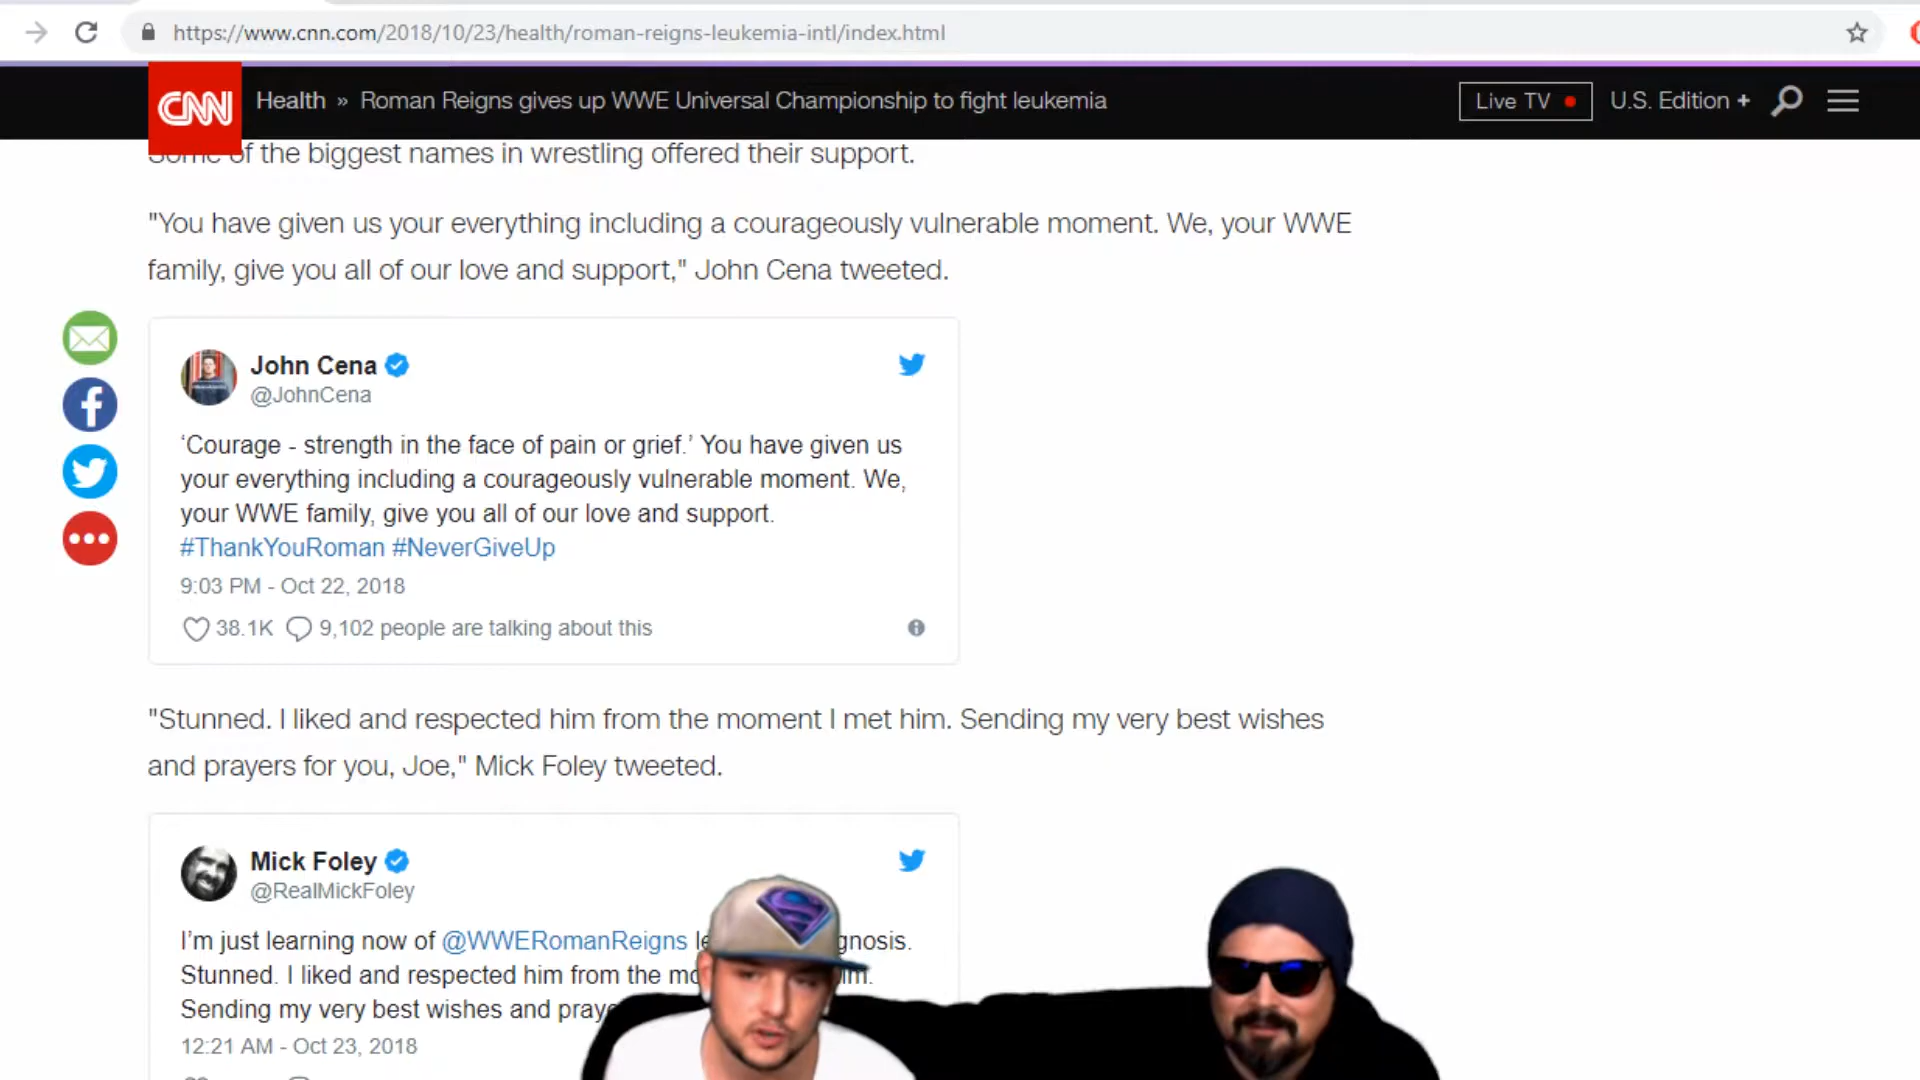 https://www.cnn.com/2018/10/23/health/roman-reigns-leukemia-intl/index.html
CNN Health » Roman Reigns gives up WWE Universal Championship to fight leukemia Live TV U.S. Edition +
Some of the biggest names in wrestling offered their support.
"You have given us your everything including a courageously vulnerable moment. We, your WWE
family, give you all of our love and support," John Cena tweeted.
John Cena
@JohnCena
‘Courage - strength in the face of pain or grief.’ You have given us
your everything including a courageously vulnerable moment. We,
your WWE family, give you all of our love and support.
#ThankYouRoman #NeverGiveUp
9:03 PM - Oct 22, 2018
38.1K 9,102 people are talking about this
"Stunned. I liked and respected him from the moment I met him. Sending my very best wishes
and prayers for you, Joe," Mick Foley tweeted.
Mick Foley
@RealMickFoley
I’m just learning now of @WWERomanReigns
Stunned. I liked and respected him from the
Sending my very best wishes and
12:21 AM - Oct 23, 2018